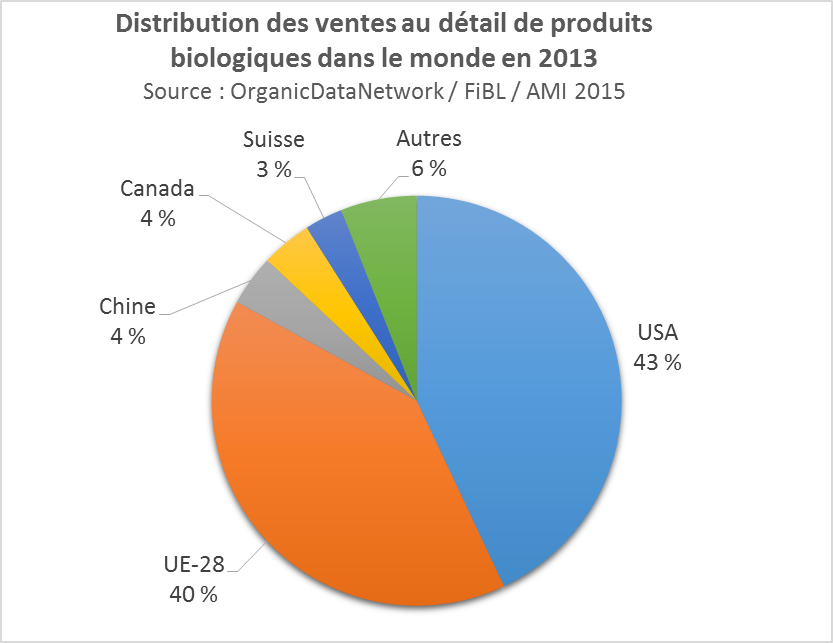 Distribution des ventes au détail de produits
biologiques dans le monde en 2013
Source : OrganicDataNetwork / FiBL / AMI 2015
Suisse
3 %
Autres
6 %
Canada
4 %
Chine
4 %
USA
43 %
UE-28
40 %